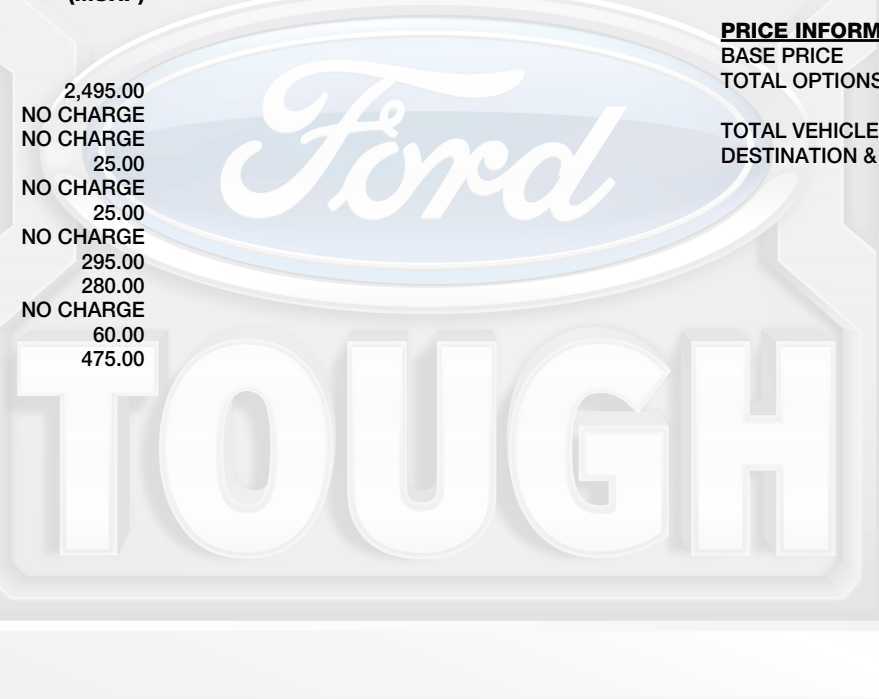 2,495.00
NO CHARGE
NO CHARGE
25.00
NO CHARGE
25.00
NO CHARGE
295.00
280.00
NO CHARGE
60.00
475.00
PRICE INFORM
BASE PRICE
TOTAL OPTIONS
TOTAL VEHICLE
DESTINATION &
Ford
TOUGH